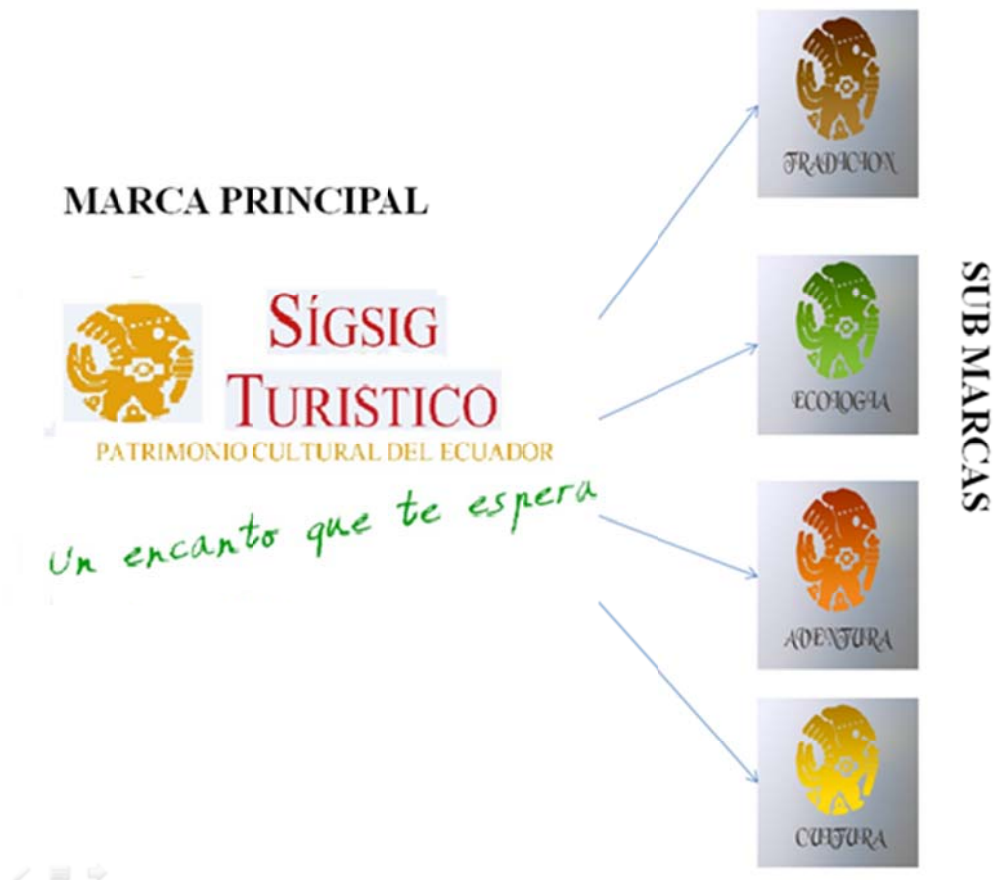 MARCA PRINCIPAL
SÍGSIG
TURISTICO
PATRIMONIO CULTURAL DEL ECUADOR
Un encanto que te espera
TRADICION
ECOLOGIA
AVENTURA
CULTURA
SUB MARCAS